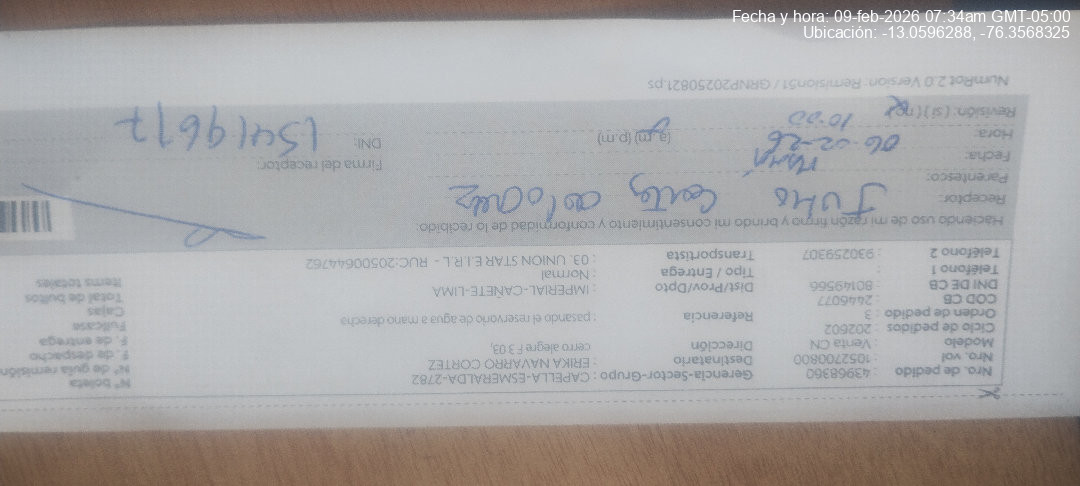 Fecha y hora: 09-feb-2026 07:34am GMT-05:00
Ubicación: -13.0596288, -76.3568325
Nro. de pedido : 43968360 Gerencia-Sector-Grupo : CAPELLA-ESMERALDA-2782 N° boleta
Nro. vol : 1052700800 Destinatario : ERIKA NAVARRO CORTEZ N° de guía remisión
Modelo : Venta CN Dirección cerro alegre F 3 03, F. de despacho
Ciclo de pedidos : 202602 F. de entrega
Orden de pedido : 3 Referencia : pasando el reservorio de agua a mano derecha Fullcase
COD CB : 2446077 Cajas
DNI DE CB : 80149566 Dist/Prov/Dpto : IMPERIAL-CAÑETE-LIMA Total de bultos
Teléfono 1 : Tipo / Entrega : Normal Items totales
Teléfono 2 : 930259307 Transportista : 03. UNION STAR E.I.R.L - RUC:20500644762
Haciendo uso de mi razón firmo y brindo mi consentimiento y conformidad de lo recibido:
Receptor: Julio
Parentesco: Mamá
Fecha: 06-02-26 Firma del receptor:
Hora: 10:00 (a.m) (p.m) DNI: 15419617
Revisión: (si) (no)
NumRot 2.0 Version: Remision51 / GRNP20250821.ps